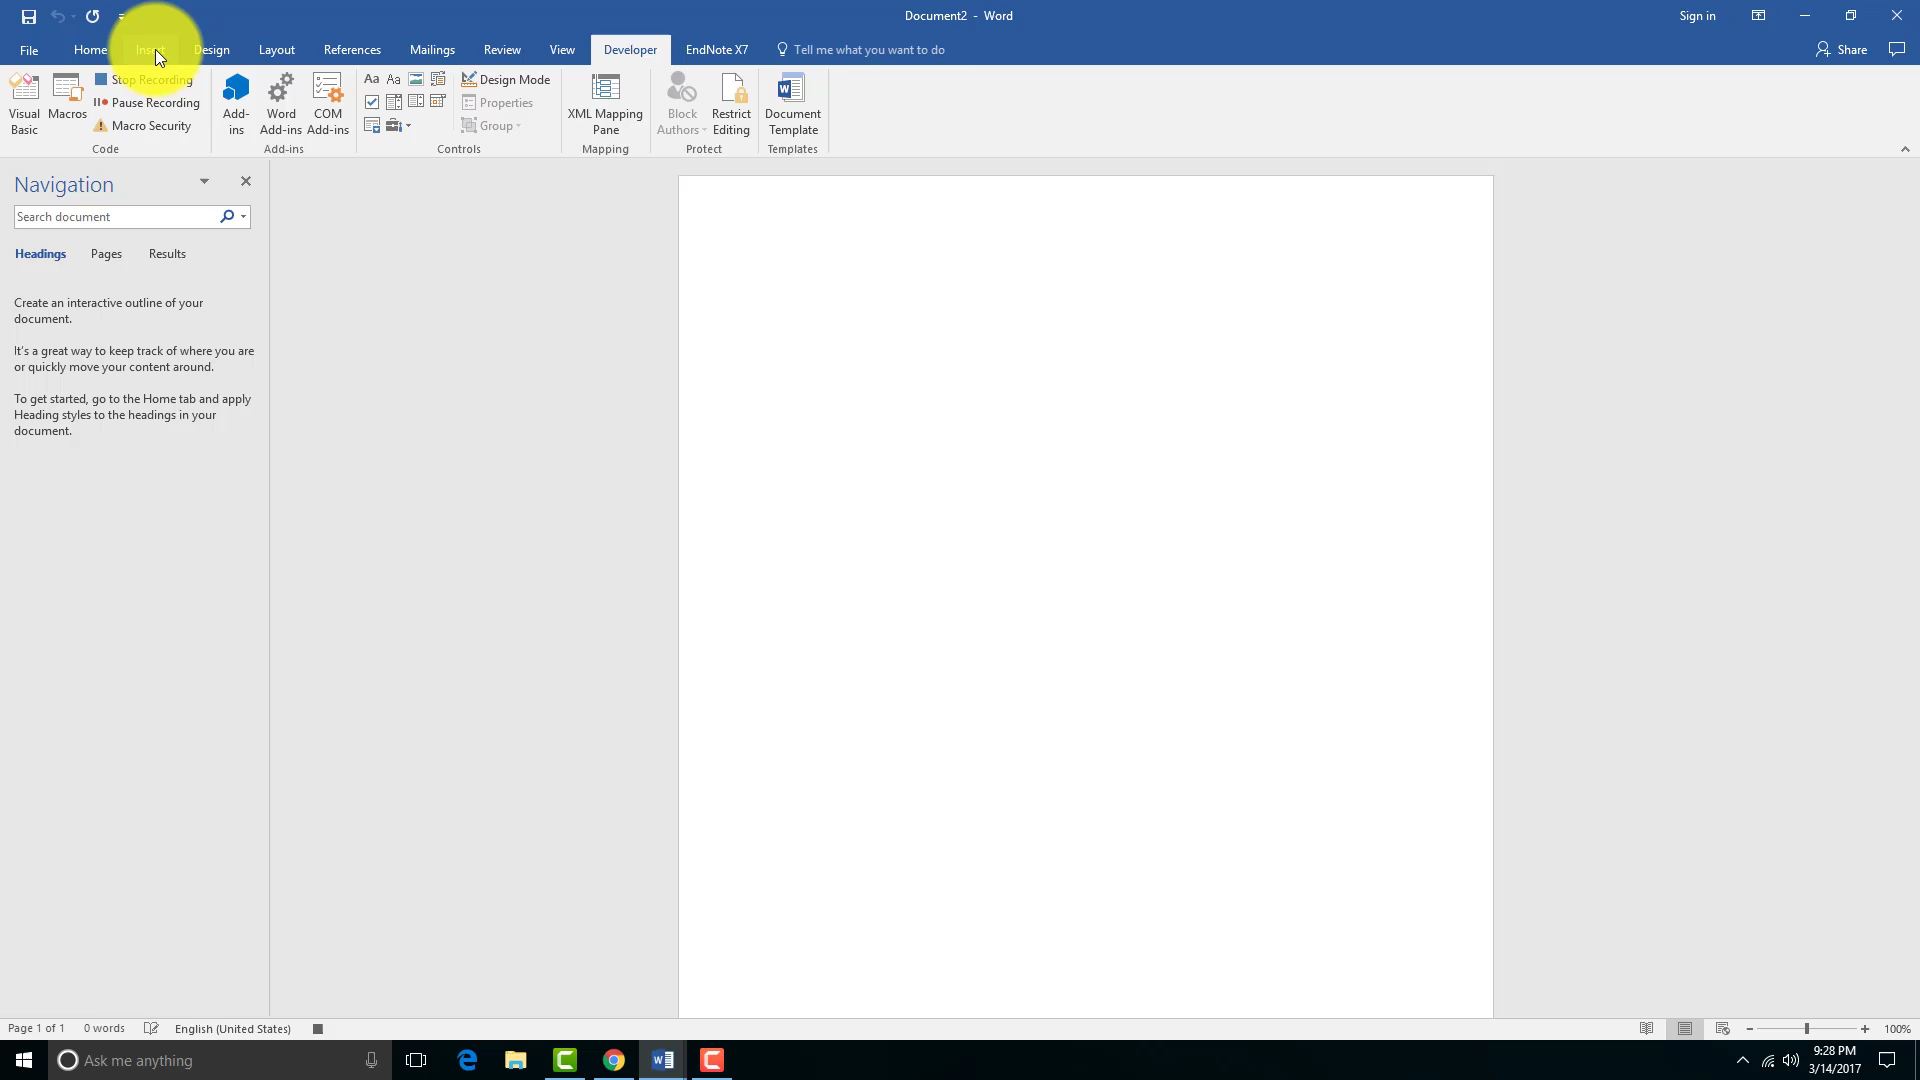 Document2 - Word
Sign in
File Home Insert Design Layout References Mailings Review View Developer EndNote X7 Tell me what you want to do Share
Visual Basic
Macros
Stop Recording
Pause Recording
Macro Security
Code
Add-ins
Word Add-ins
COM Add-ins
Add-ins
Aa Aa
Design Mode
Properties
Group
Controls
XML Mapping Pane
Mapping
Block Authors
Restrict Editing
Protect
Document Template
Templates
Navigation
Search document
Headings Pages Results
Create an interactive outline of your
document.
It's a great way to keep track of where you are
or quickly move your content around.
To get started, go to the Home tab and apply
Heading styles to the headings in your
document.
Page 1 of 1 0 words English (United States) 100%
Ask me anything
9:28 PM
3/14/2017